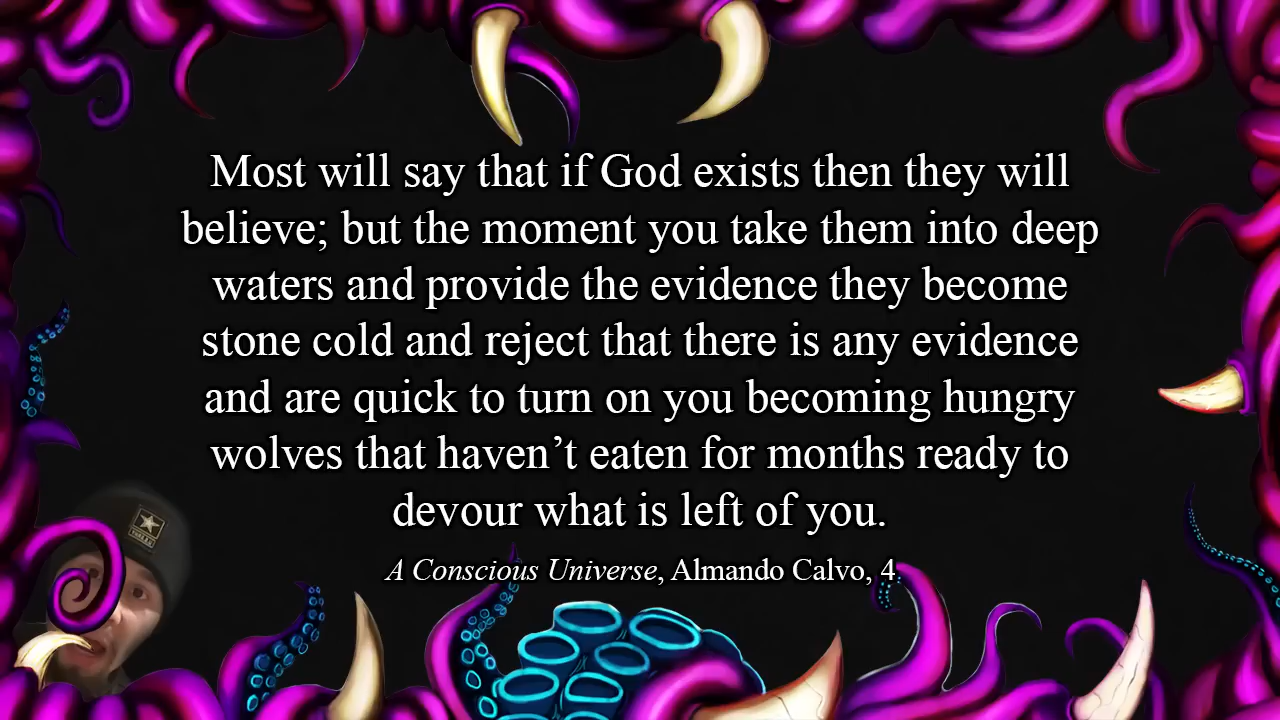 Most will say that if God exists then they will
believe; but the moment you take them into deep
waters and provide the evidence they become
stone cold and reject that there is any evidence
and are quick to turn on you becoming hungry
wolves that haven’t eaten for months ready to
devour what is left of you.
A Conscious Universe, Almando Calvo, 4